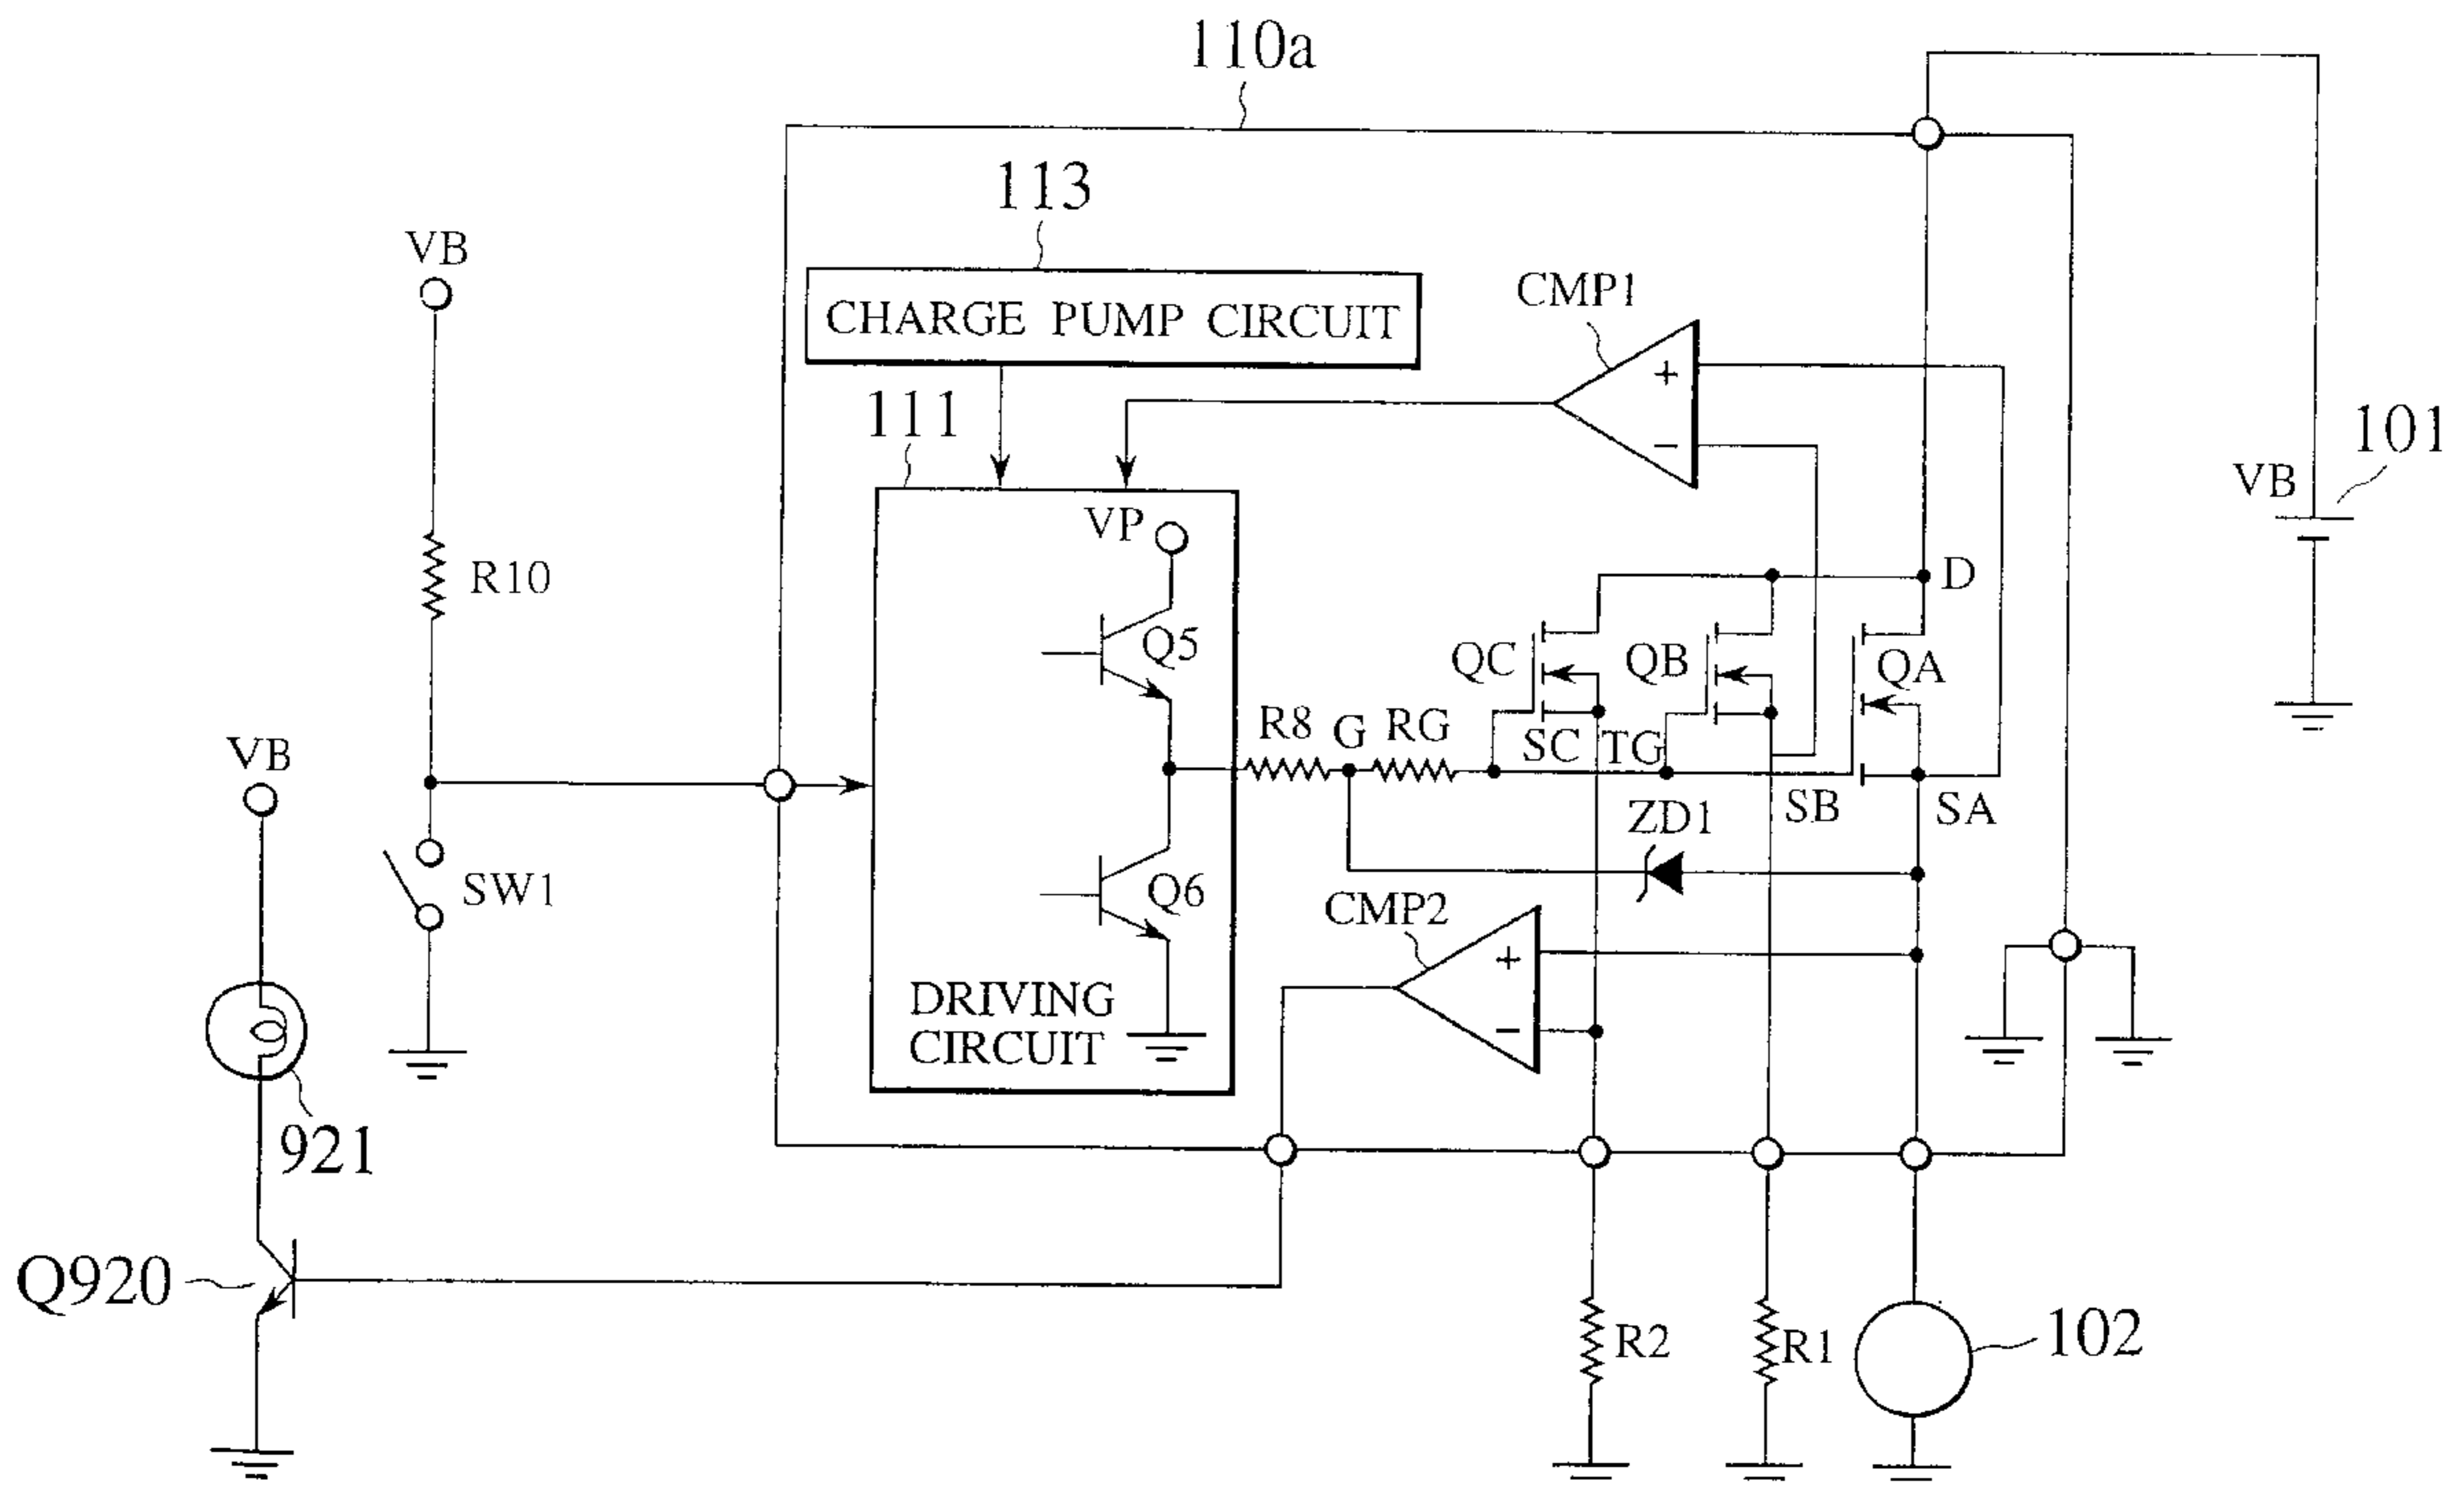 110a
113
VB
CHARGE PUMP CIRCUIT
CMP1
+
−
111
101
VB
VP
R10
Q5
D
QC
QB
QA
R8
G
RG
SC
TG
SB
SA
VB
ZD1
SW1
Q6
CMP2
+
−
DRIVING
CIRCUIT
921
Q920
R2
R1
102